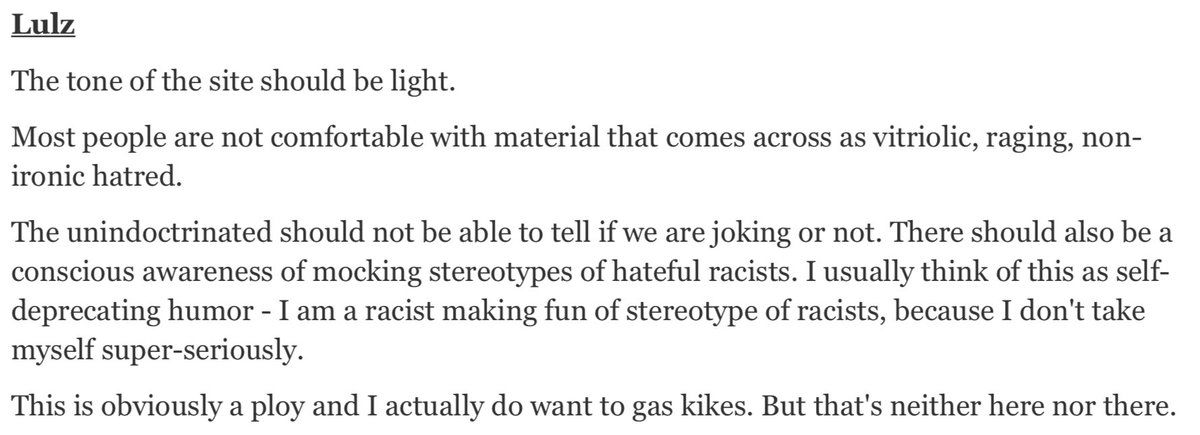 Lulz
The tone of the site should be light.
Most people are not comfortable with material that comes across as vitriolic, raging, non-
ironic hatred.
The unindoctrinated should not be able to tell if we are joking or not. There should also be a
conscious awareness of mocking stereotypes of hateful racists. I usually think of this as self-
deprecating humor - I am a racist making fun of stereotype of racists, because I don't take
myself super-seriously.
This is obviously a ploy and I actually do want to gas kikes. But that's neither here nor there.